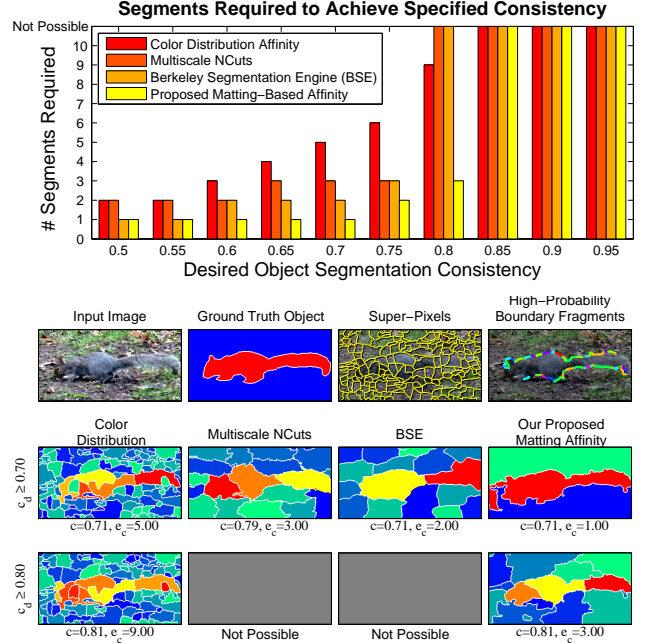 Segments Required to Achieve Specified Consistency
Not Possible
10
9
8
7
6
5
4
3
2
1
0
# Segments Required
Color Distribution Affinity
Multiscale NCuts
Berkeley Segmentation Engine (BSE)
Proposed Matting−Based Affinity
0.5 0.55 0.6 0.65 0.7 0.75 0.8 0.85 0.9 0.95
Desired Object Segmentation Consistency
Input Image
Ground Truth Object
Super−Pixels
High−Probability
Boundary Fragments
Color
Distribution
Multiscale NCuts
BSE
Our Proposed
Matting Affinity
c_d ≥ 0.70
c=0.71, e_c=5.00
c=0.79, e_c=3.00
c=0.71, e_c=2.00
c=0.71, e_c=1.00
c_d ≥ 0.80
c=0.81, e_c=9.00
Not Possible
Not Possible
c=0.81, e_c=3.00